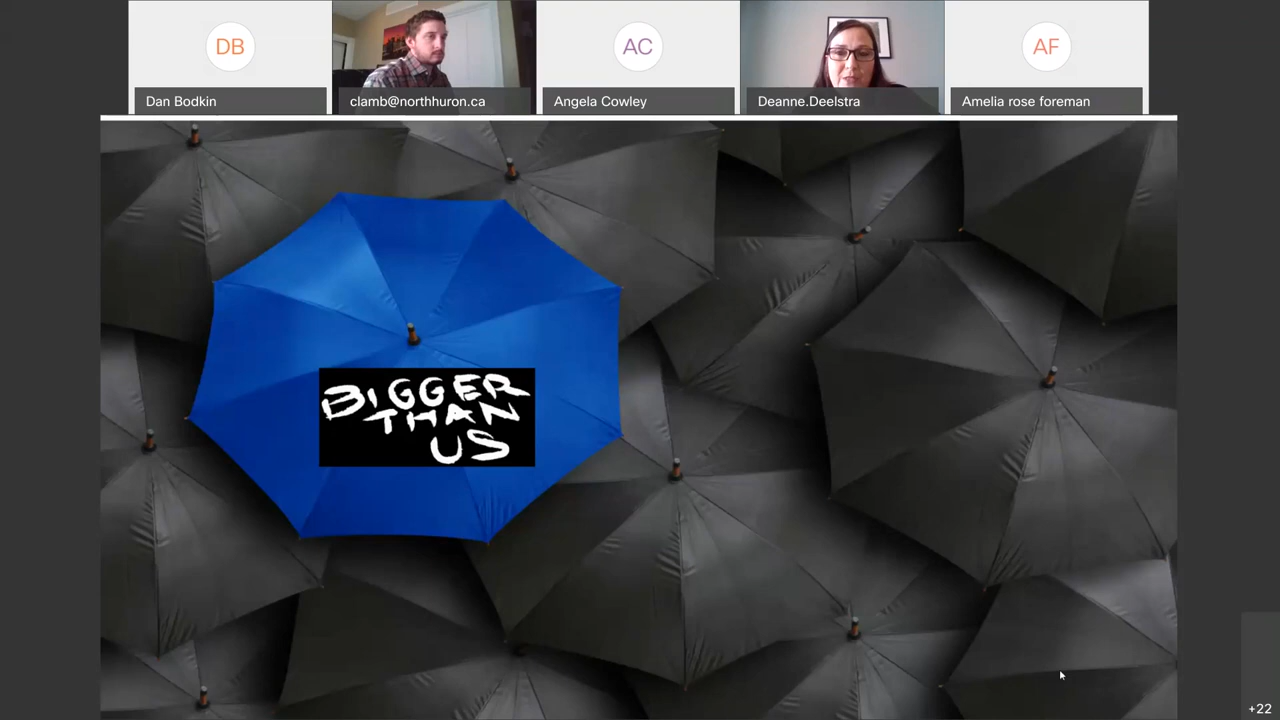 DB
AC
AF
Dan Bodkin
clamb@northhuron.ca
Angela Cowley
Deanne.Deelstra
Amelia rose foreman
BIGGER
THAN
US
+22